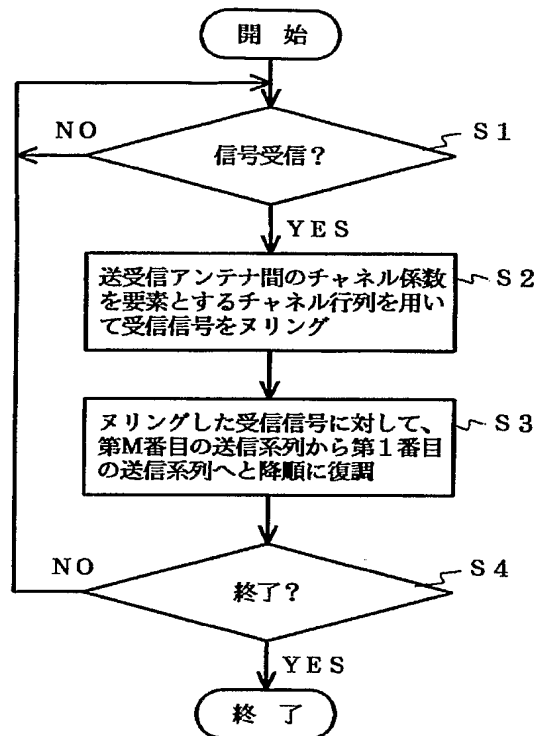 開 始
NO
信号受信？
S1
YES
送受信アンテナ間のチャネル係数
を要素とするチャネル行列を用い
て受信信号をヌリング
S2
ヌリングした受信信号に対して、
第M番目の送信系列から第１番目
の送信系列へと降順に復調
S3
NO
終了？
S4
YES
終 了